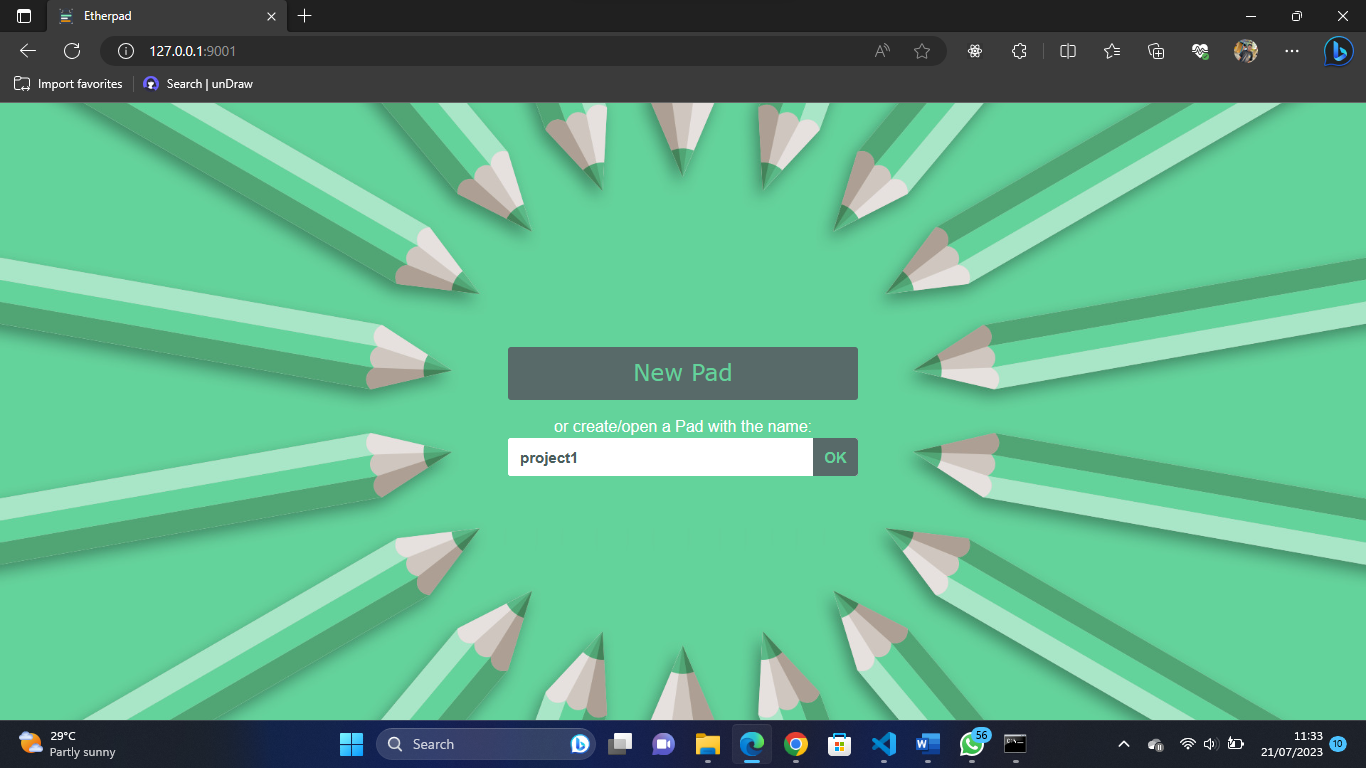 Etherpad
127.0.0.1:9001
Import favorites
Search | unDraw
New Pad
or create/open a Pad with the name:
project1
OK
29°C
Partly sunny
Search
56
11:33
21/07/2023
10